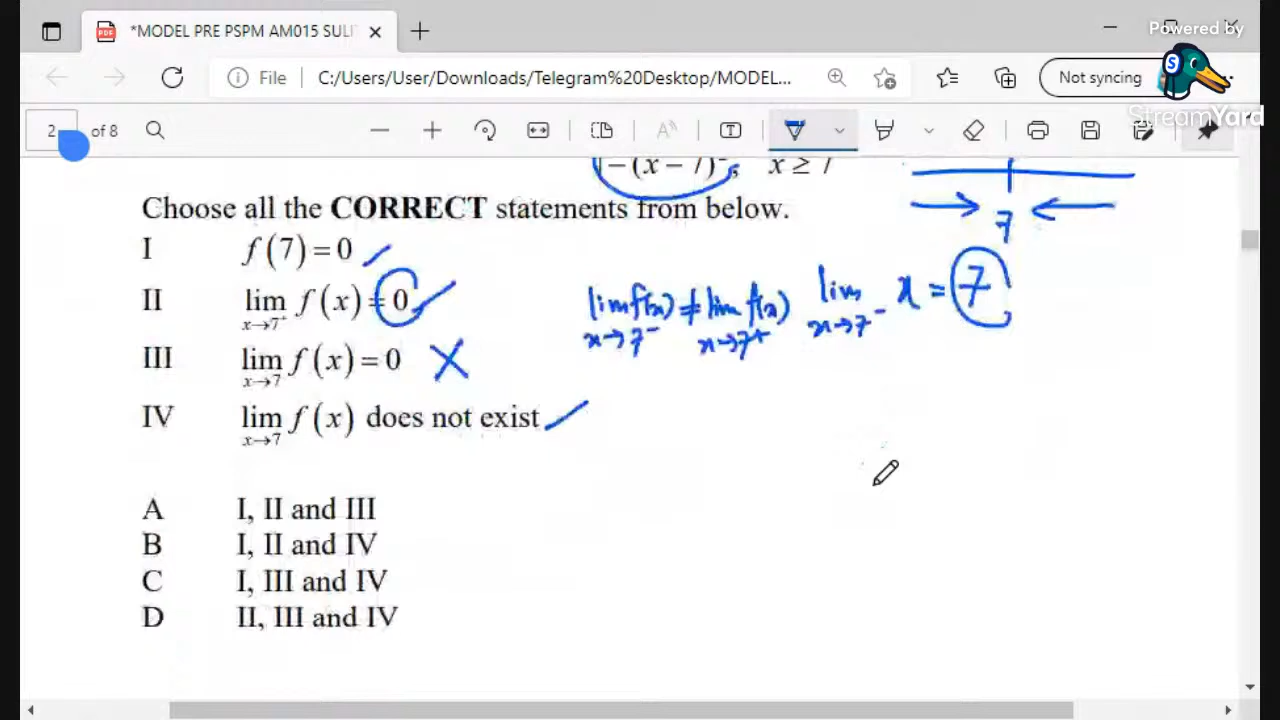 Powered by
*MODEL PRE PSPM AM015 SULI
File C:/Users/User/Downloads/Telegram%20Desktop/MODEL... Not syncing
StreamYard
2 of 8
−(x − 7)², x ≥ 7
Choose all the CORRECT statements from below.
7
I f(7) = 0
II lim x→7⁺ f(x) = 0
lim x→7⁻ f(x) ≠ lim x→7⁺ f(x) lim x→7⁻ x = 7
III lim x→7 f(x) = 0
IV lim x→7 f(x) does not exist
A I, II and III
B I, II and IV
C I, III and IV
D II, III and IV